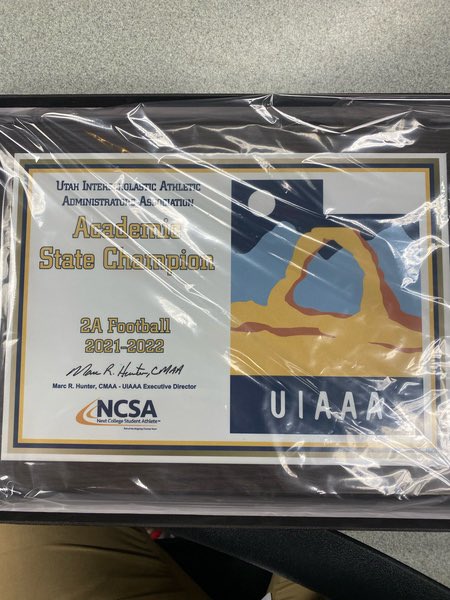 Utah Interscholastic Athletic
Administrators Association
Academic
State Champion
2A Football
2021-2022
Marc R. Hunter, CMAA
Marc R. Hunter, CMAA - UIAAA Executive Director
NCSA
Next College Student Athlete™
UIAAA